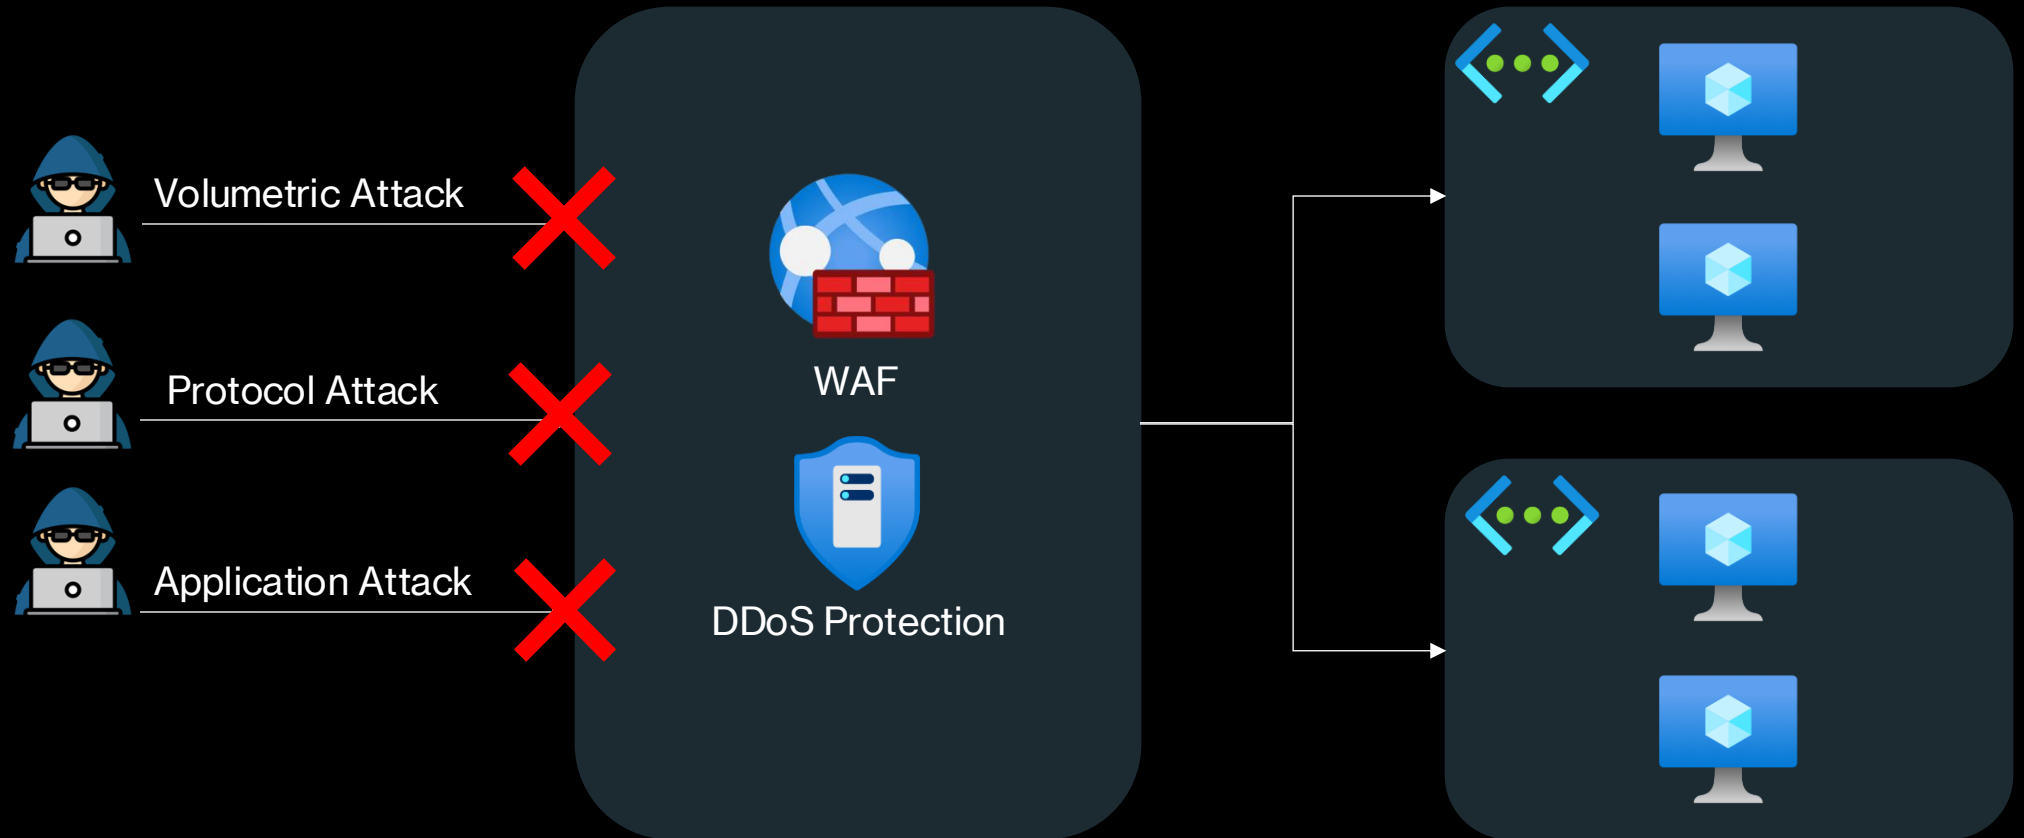 Volumetric Attack
Protocol Attack
Application Attack
WAF
DDoS Protection